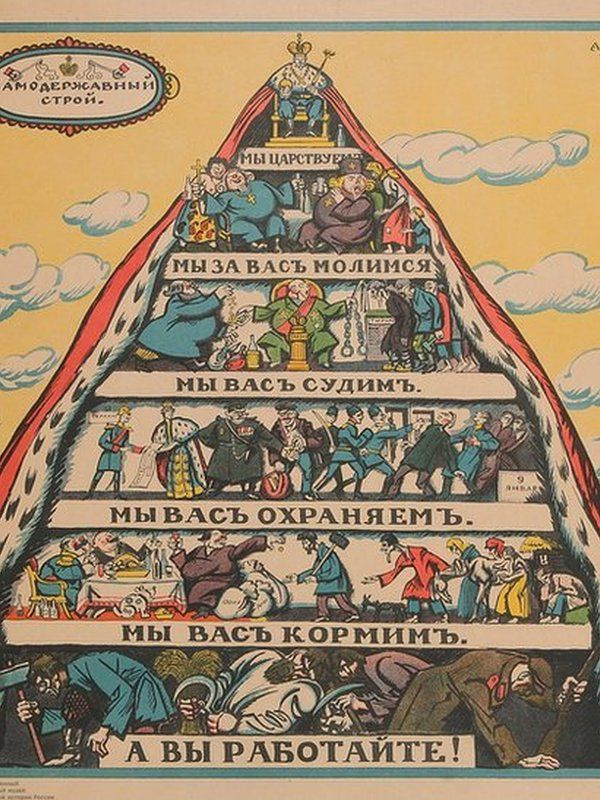 АМОДЕРЖАВНЫЙ
СТРОЙ.
А
МЫ ЦАРСТВУЕМ
МЫ ЗА ВАСЪ МОЛИМСЯ
МЫ ВАСЪ СУДИМЪ.
МЫ ВАСЪ ОХРАНЯЕМЪ.
9
ЯНВАР
МЫ ВАСЪ КОРМИМЪ.
А ВЫ РАБОТАЙТЕ!